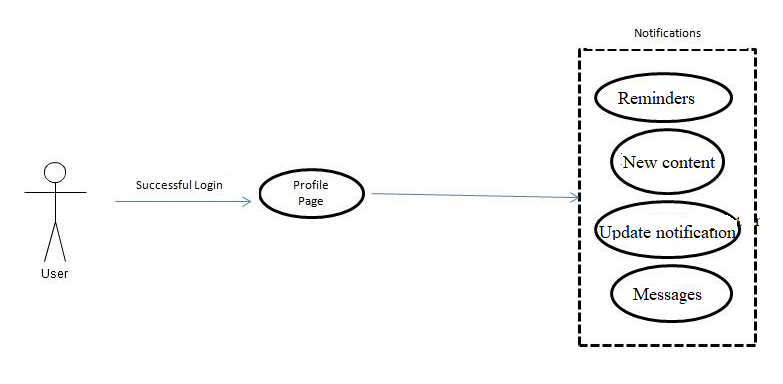 Notifications
Reminders
New content
Update notification
Messages
Successful Login
Profile
Page
User